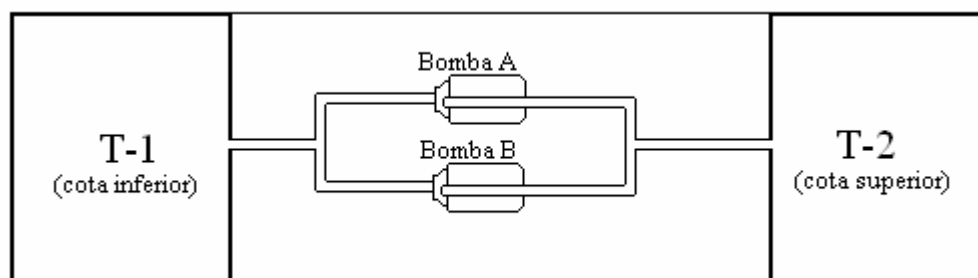 Bomba A
T-1
(cota inferior)
Bomba B
T-2
(cota superior)